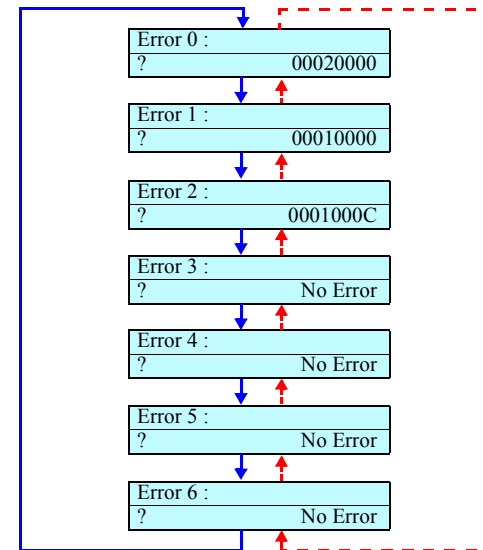 Error 0 :
? 00020000
Error 1 :
? 00010000
Error 2 :
? 0001000C
Error 3 :
? No Error
Error 4 :
? No Error
Error 5 :
? No Error
Error 6 :
? No Error